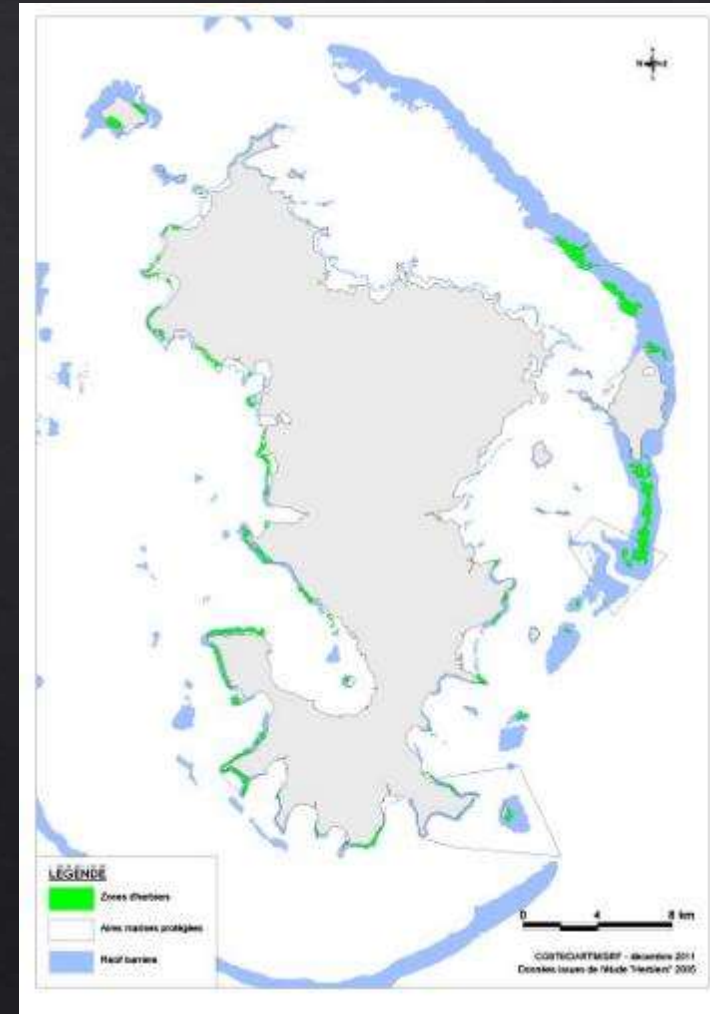 Nord
LEGENDE
Zones d'herbiers
Aires marines protégées
Récif barrière
0 4 8 km
décembre 2011
Données issues de l'étude "Herbiers" 2005